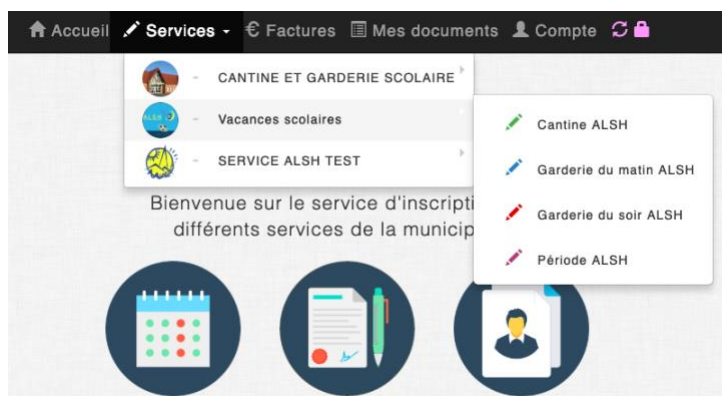 Accueil Services Factures Mes documents Compte
- CANTINE ET GARDERIE SCOLAIRE
- Vacances scolaires
- SERVICE ALSH TEST
Cantine ALSH
Garderie du matin ALSH
Garderie du soir ALSH
Période ALSH
Bienvenue sur le service d'inscripti
différents services de la municip